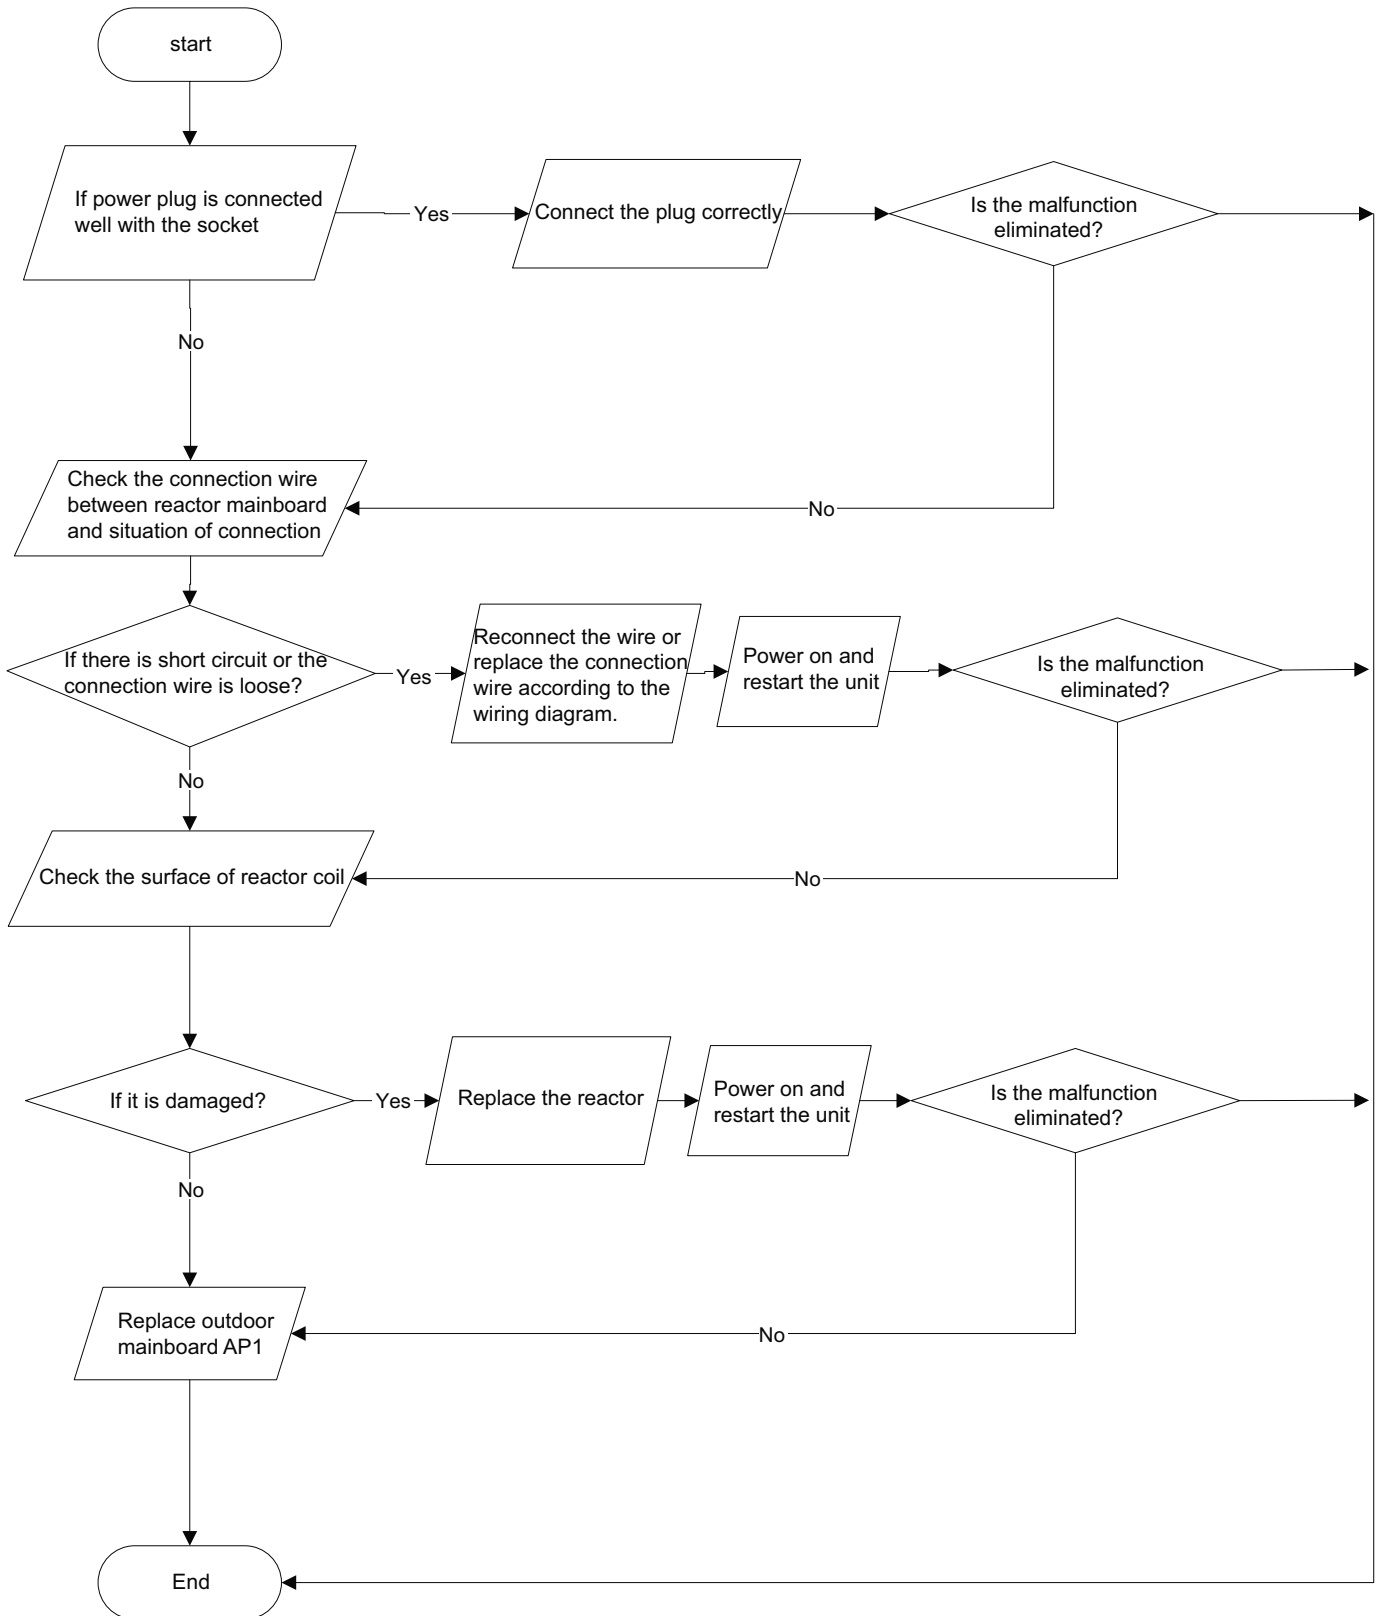 start
If power plug is connected
well with the socket
Yes
Connect the plug correctly
Is the malfunction
eliminated?
No
Check the connection wire
between reactor mainboard
and situation of connection
No
If there is short circuit or the
connection wire is loose?
Yes
Reconnect the wire or
replace the connection
wire according to the
wiring diagram.
Power on and
restart the unit
Is the malfunction
eliminated?
No
Check the surface of reactor coil
No
If it is damaged?
Yes
Replace the reactor
Power on and
restart the unit
Is the malfunction
eliminated?
No
Replace outdoor
mainboard AP1
No
End